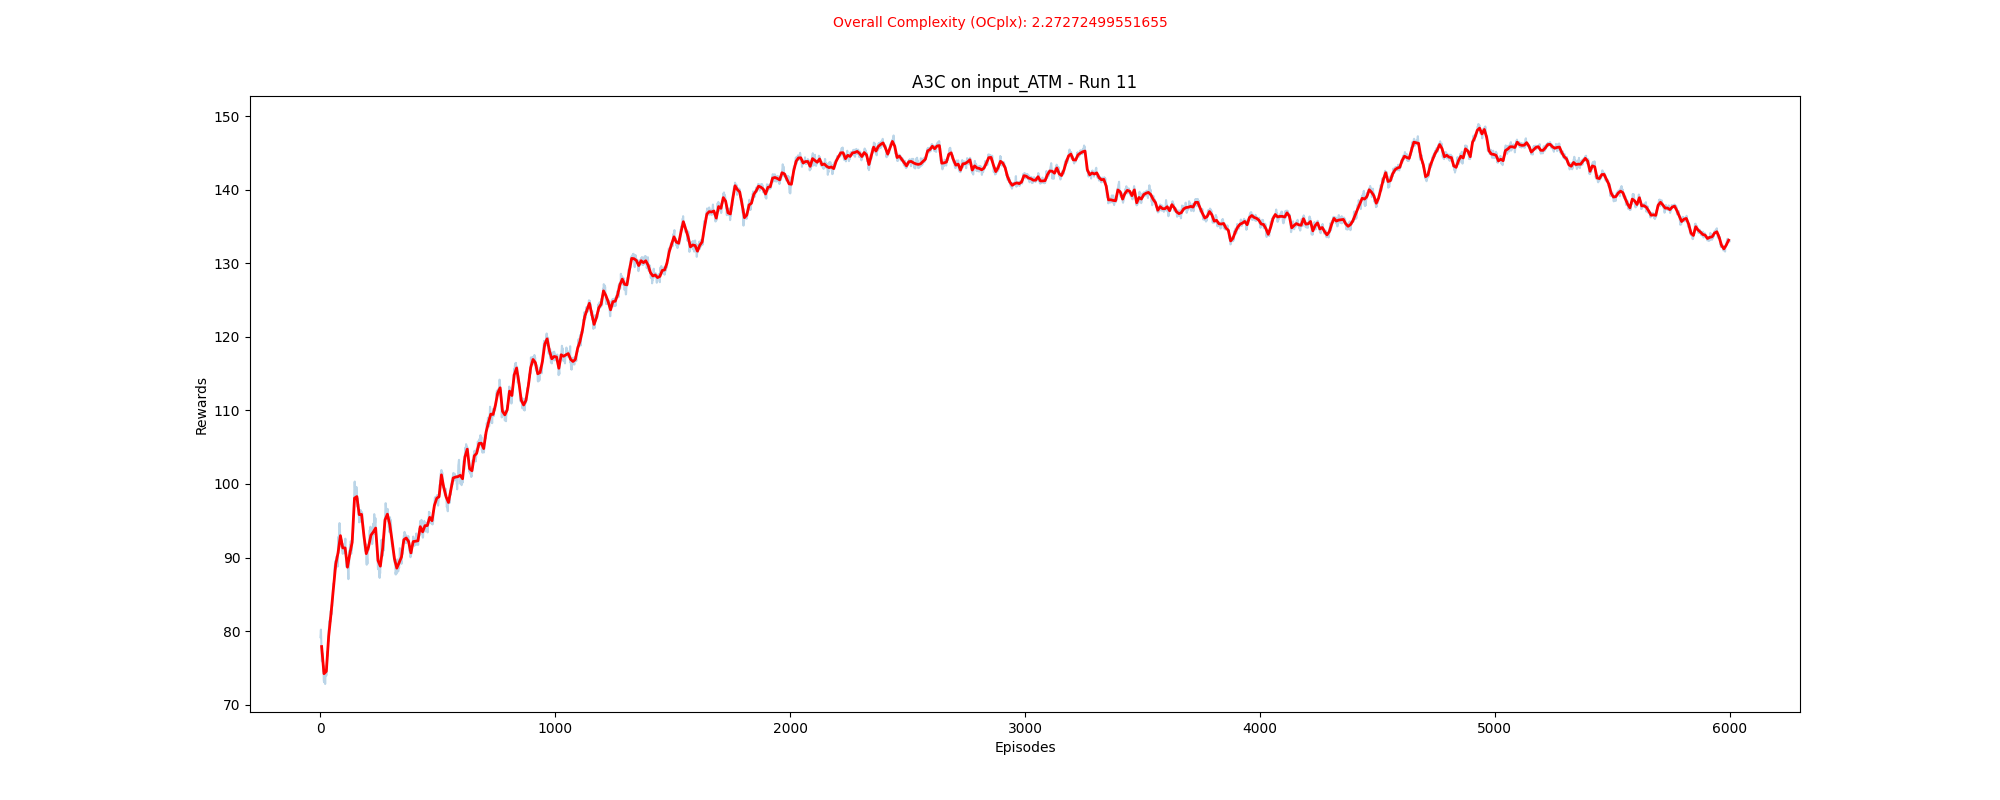 Overall Complexity (OCplx): 2.27272499551655
A3C on input_ATM - Run 11
150
140
130
120
110
100
90
80
70
Rewards
0 1000 2000 3000 4000 5000 6000
Episodes